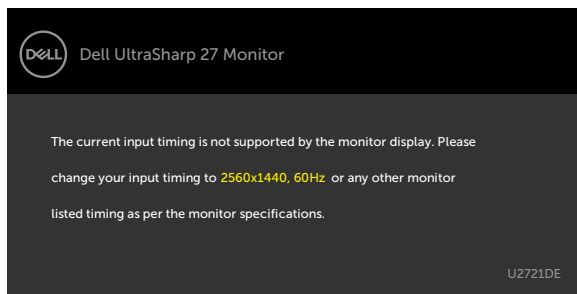 DELL
Dell UltraSharp 27 Monitor
The current input timing is not supported by the monitor display. Please
change your input timing to 2560x1440, 60Hz or any other monitor
listed timing as per the monitor specifications.
U2721DE